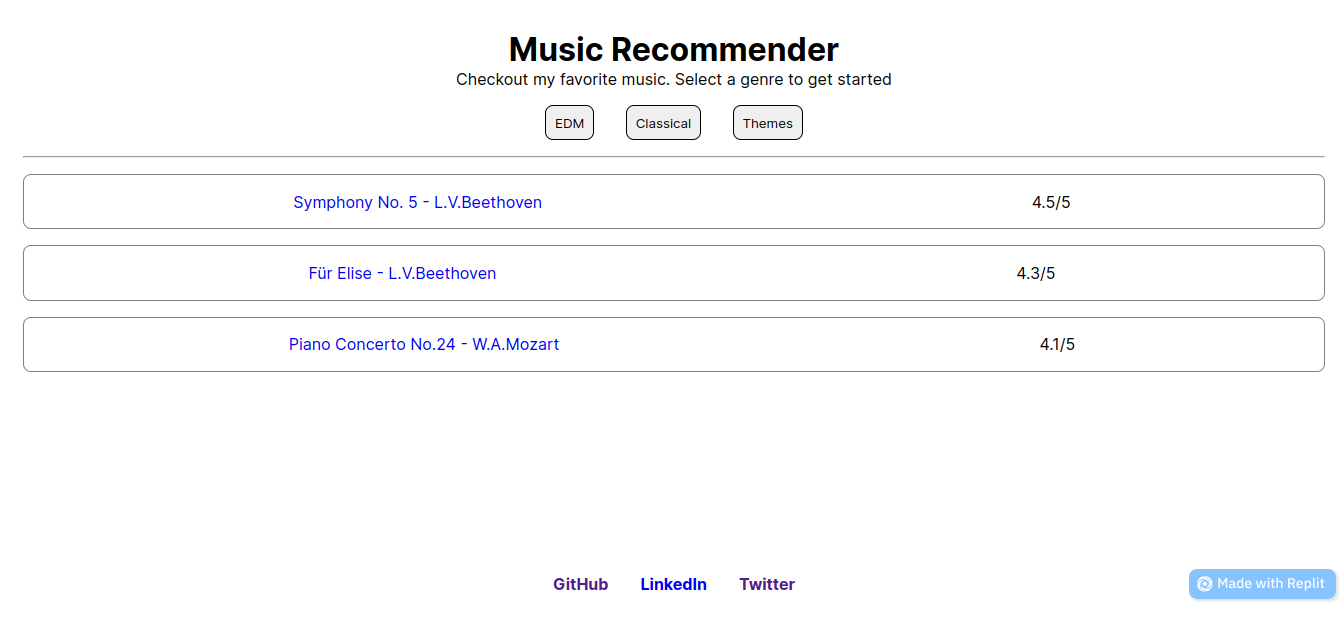 Music Recommender
Checkout my favorite music. Select a genre to get started
EDM Classical Themes
Symphony No. 5 - L.V.Beethoven 4.5/5
Für Elise - L.V.Beethoven 4.3/5
Piano Concerto No.24 - W.A.Mozart 4.1/5
GitHub LinkedIn Twitter Made with Replit